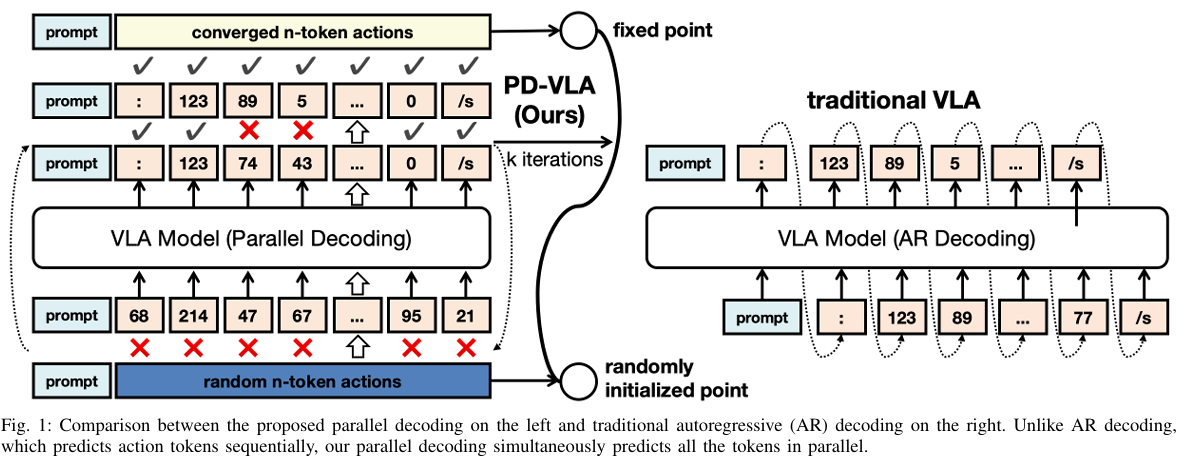 prompt converged n-token actions fixed point
prompt : 123 89 5 ... 0 /s
PD-VLA
(Ours)
prompt : 123 74 43 ... 0 /s
k iterations
VLA Model (Parallel Decoding)
prompt 68 214 47 67 ... 95 21
prompt random n-token actions
randomly
initialized point
traditional VLA
prompt : 123 89 5 ... /s
VLA Model (AR Decoding)
prompt : 123 89 ... 77 /s
Fig. 1: Comparison between the proposed parallel decoding on the left and traditional autoregressive (AR) decoding on the right. Unlike AR decoding,
which predicts action tokens sequentially, our parallel decoding simultaneously predicts all the tokens in parallel.